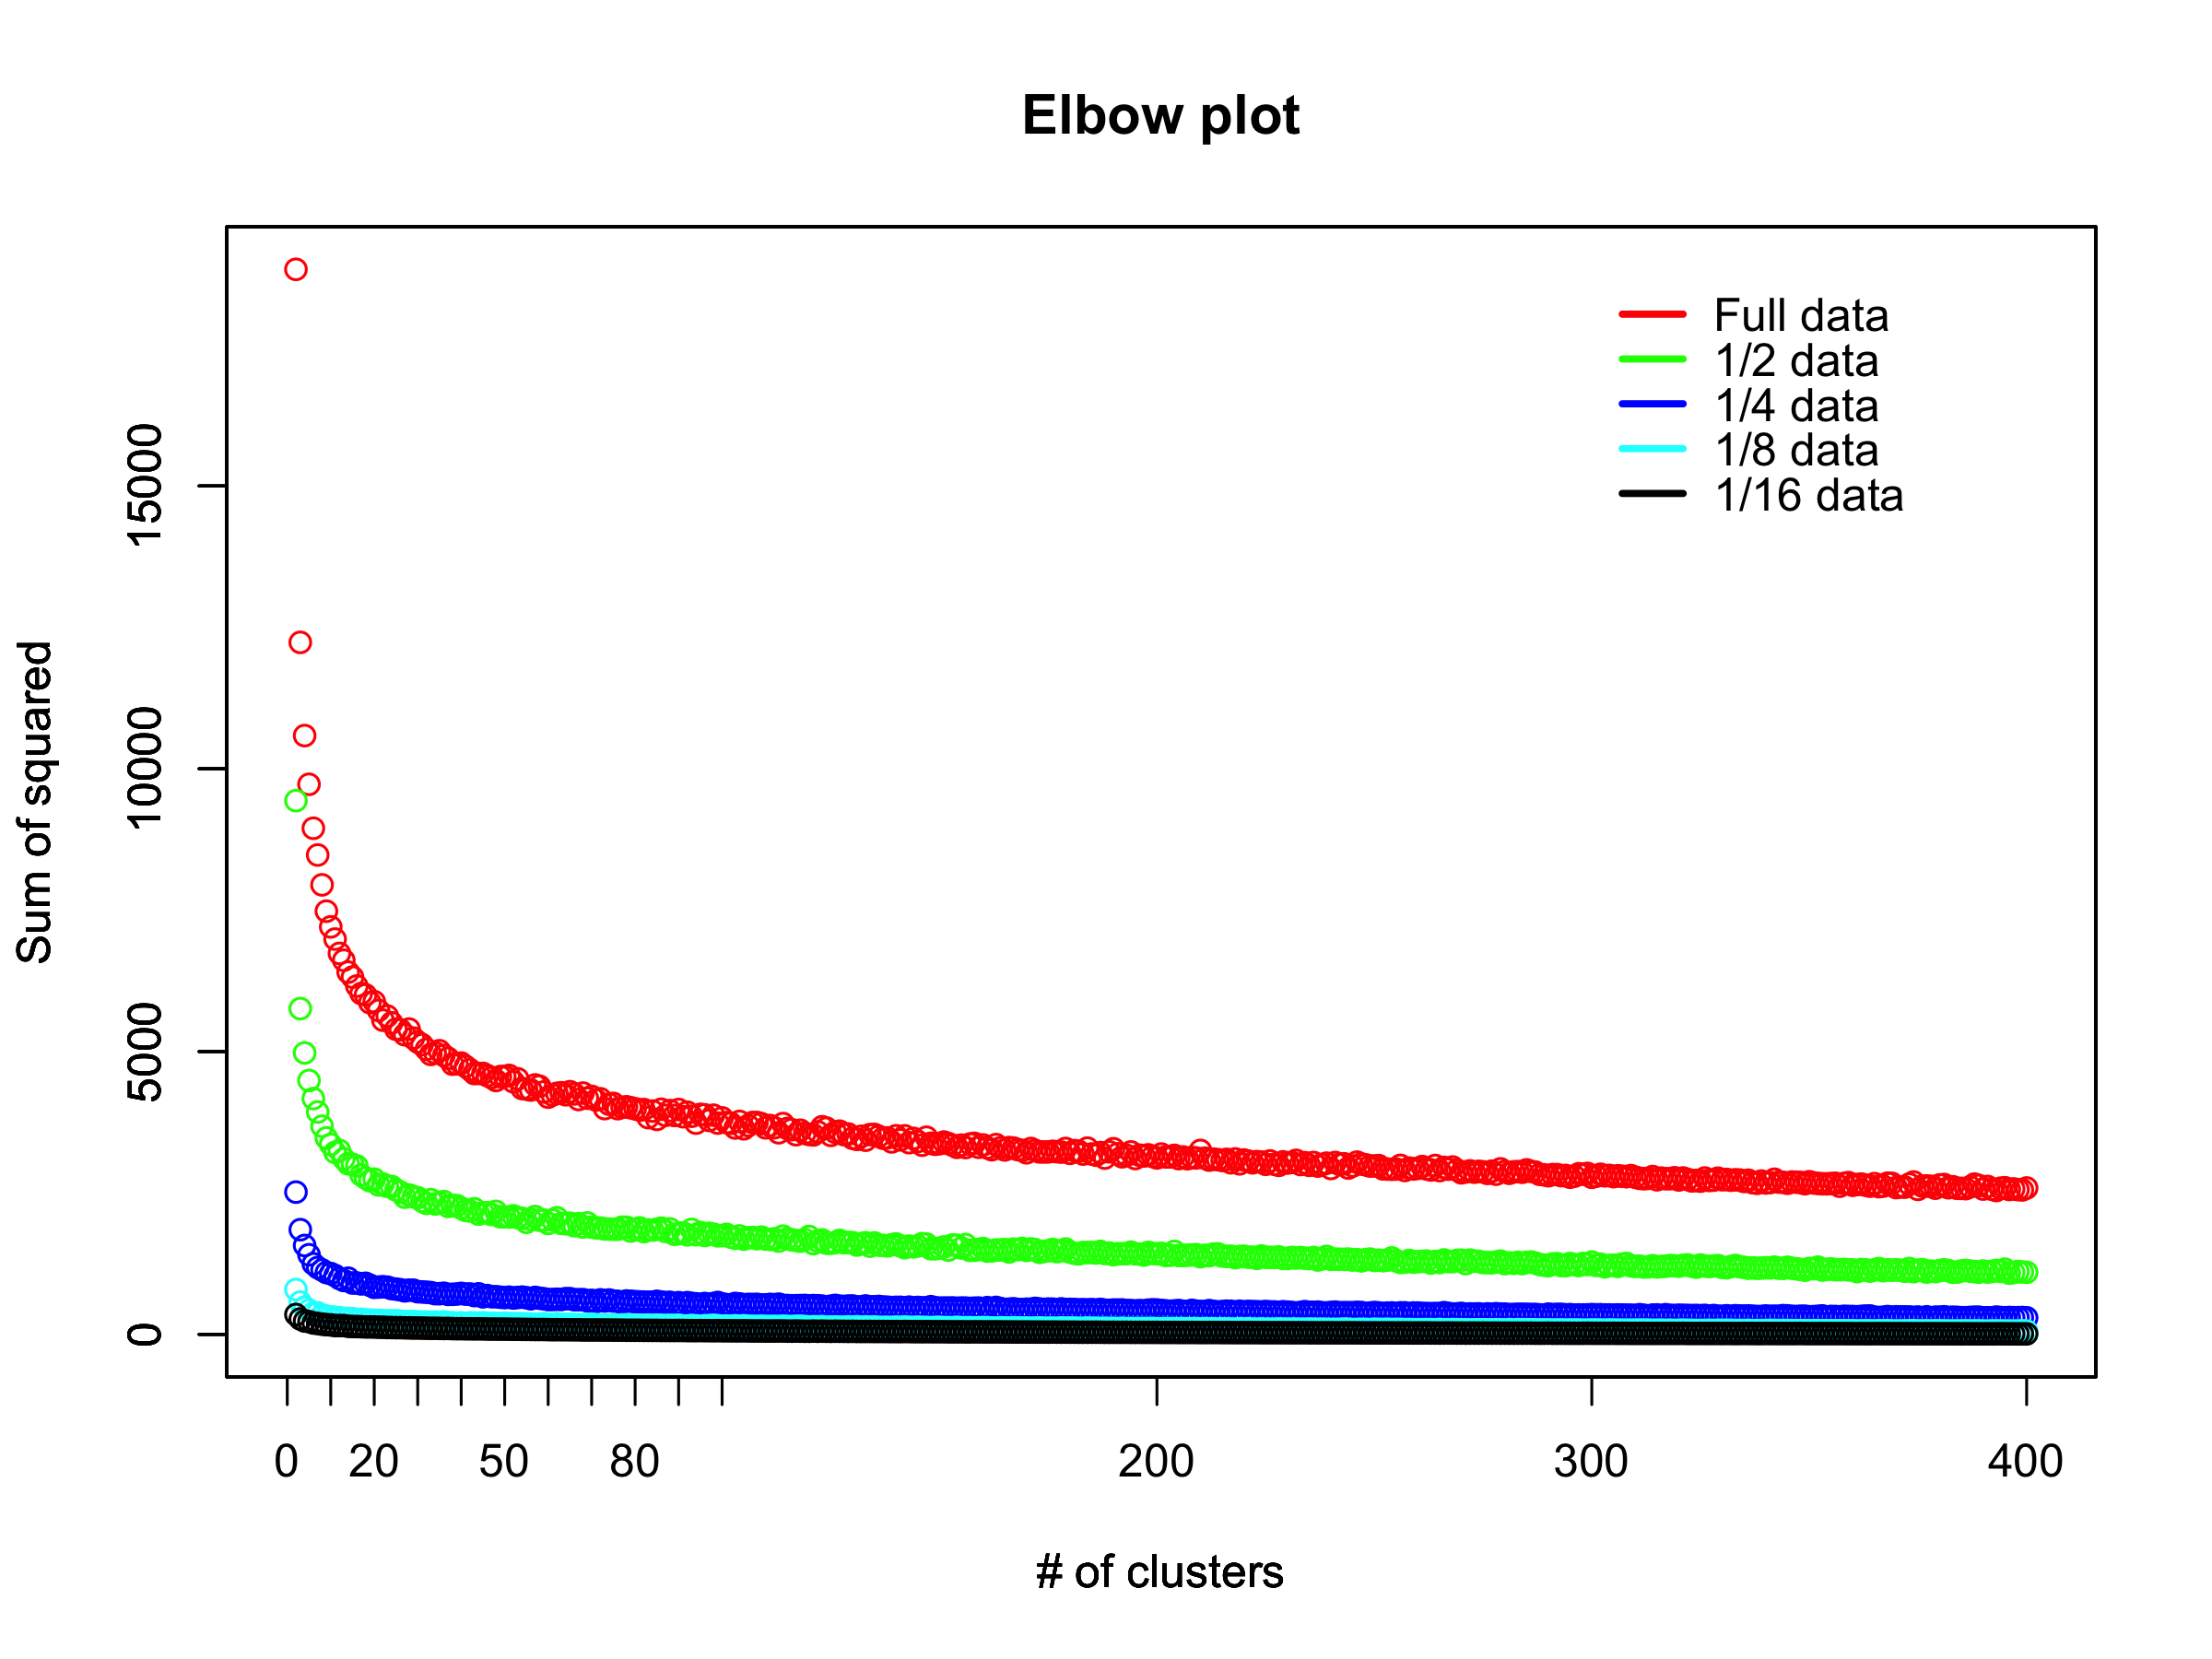 Elbow plot
Full data
1/2 data
1/4 data
1/8 data
1/16 data
Sum of squared
15000
10000
5000
0
0 20 50 80 200 300 400
# of clusters